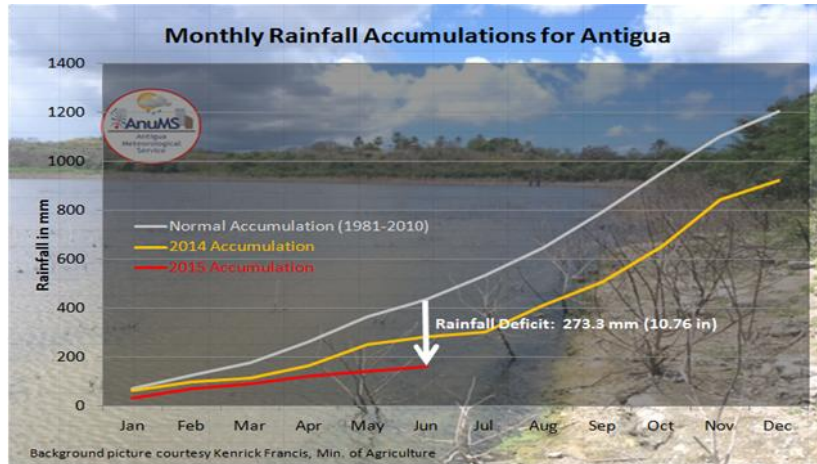 Monthly Rainfall Accumulations for Antigua
1400
1200
1000
800
600
400
200
0
Rainfall in mm
AnuMS
Antigua
Meteorological
Service
Normal Accumulation (1981-2010)
2014 Accumulation
2015 Accumulation
Rainfall Deficit: 273.3 mm (10.76 in)
Jan Feb Mar Apr May Jun Jul Aug Sep Oct Nov Dec
Background picture courtesy Kenrick Francis, Min. of Agriculture